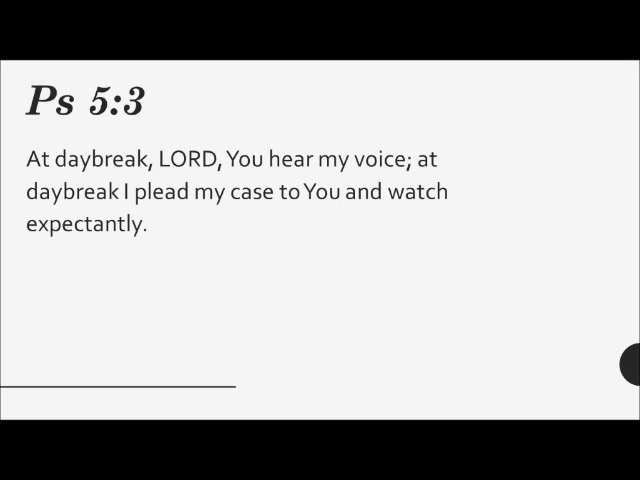 Ps 5:3
At daybreak, LORD, You hear my voice; at
daybreak I plead my case to You and watch
expectantly.